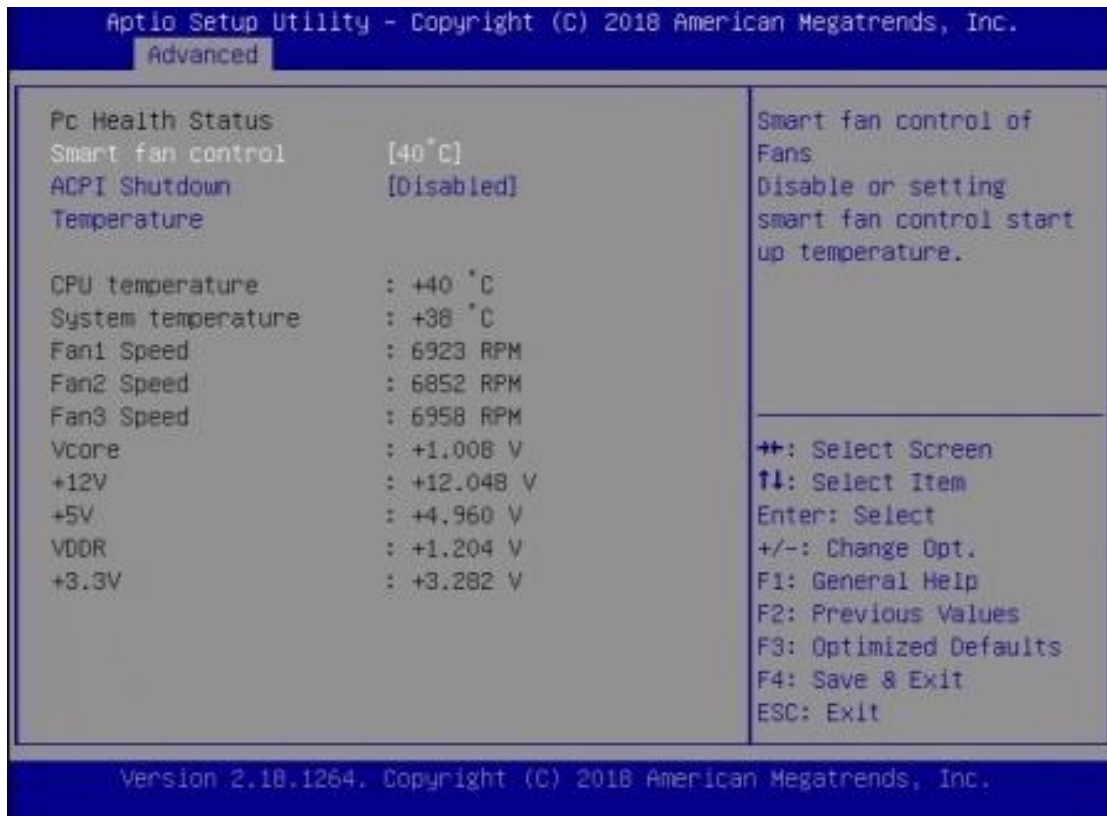 Aptio Setup Utility – Copyright (C) 2018 American Megatrends, Inc.
Advanced
Pc Health Status
Smart fan control [40°C]
ACPI Shutdown [Disabled]
Temperature
CPU temperature : +40 °C
System temperature : +38 °C
Fan1 Speed : 6923 RPM
Fan2 Speed : 6852 RPM
Fan3 Speed : 6958 RPM
Vcore : +1.008 V
+12V : +12.048 V
+5V : +4.960 V
VDDR : +1.204 V
+3.3V : +3.282 V
Smart fan control of
Fans
Disable or setting
smart fan control start
up temperature.
→←: Select Screen
↑↓: Select Item
Enter: Select
+/-: Change Opt.
F1: General Help
F2: Previous Values
F3: Optimized Defaults
F4: Save & Exit
ESC: Exit
Version 2.18.1264. Copyright (C) 2018 American Megatrends, Inc.